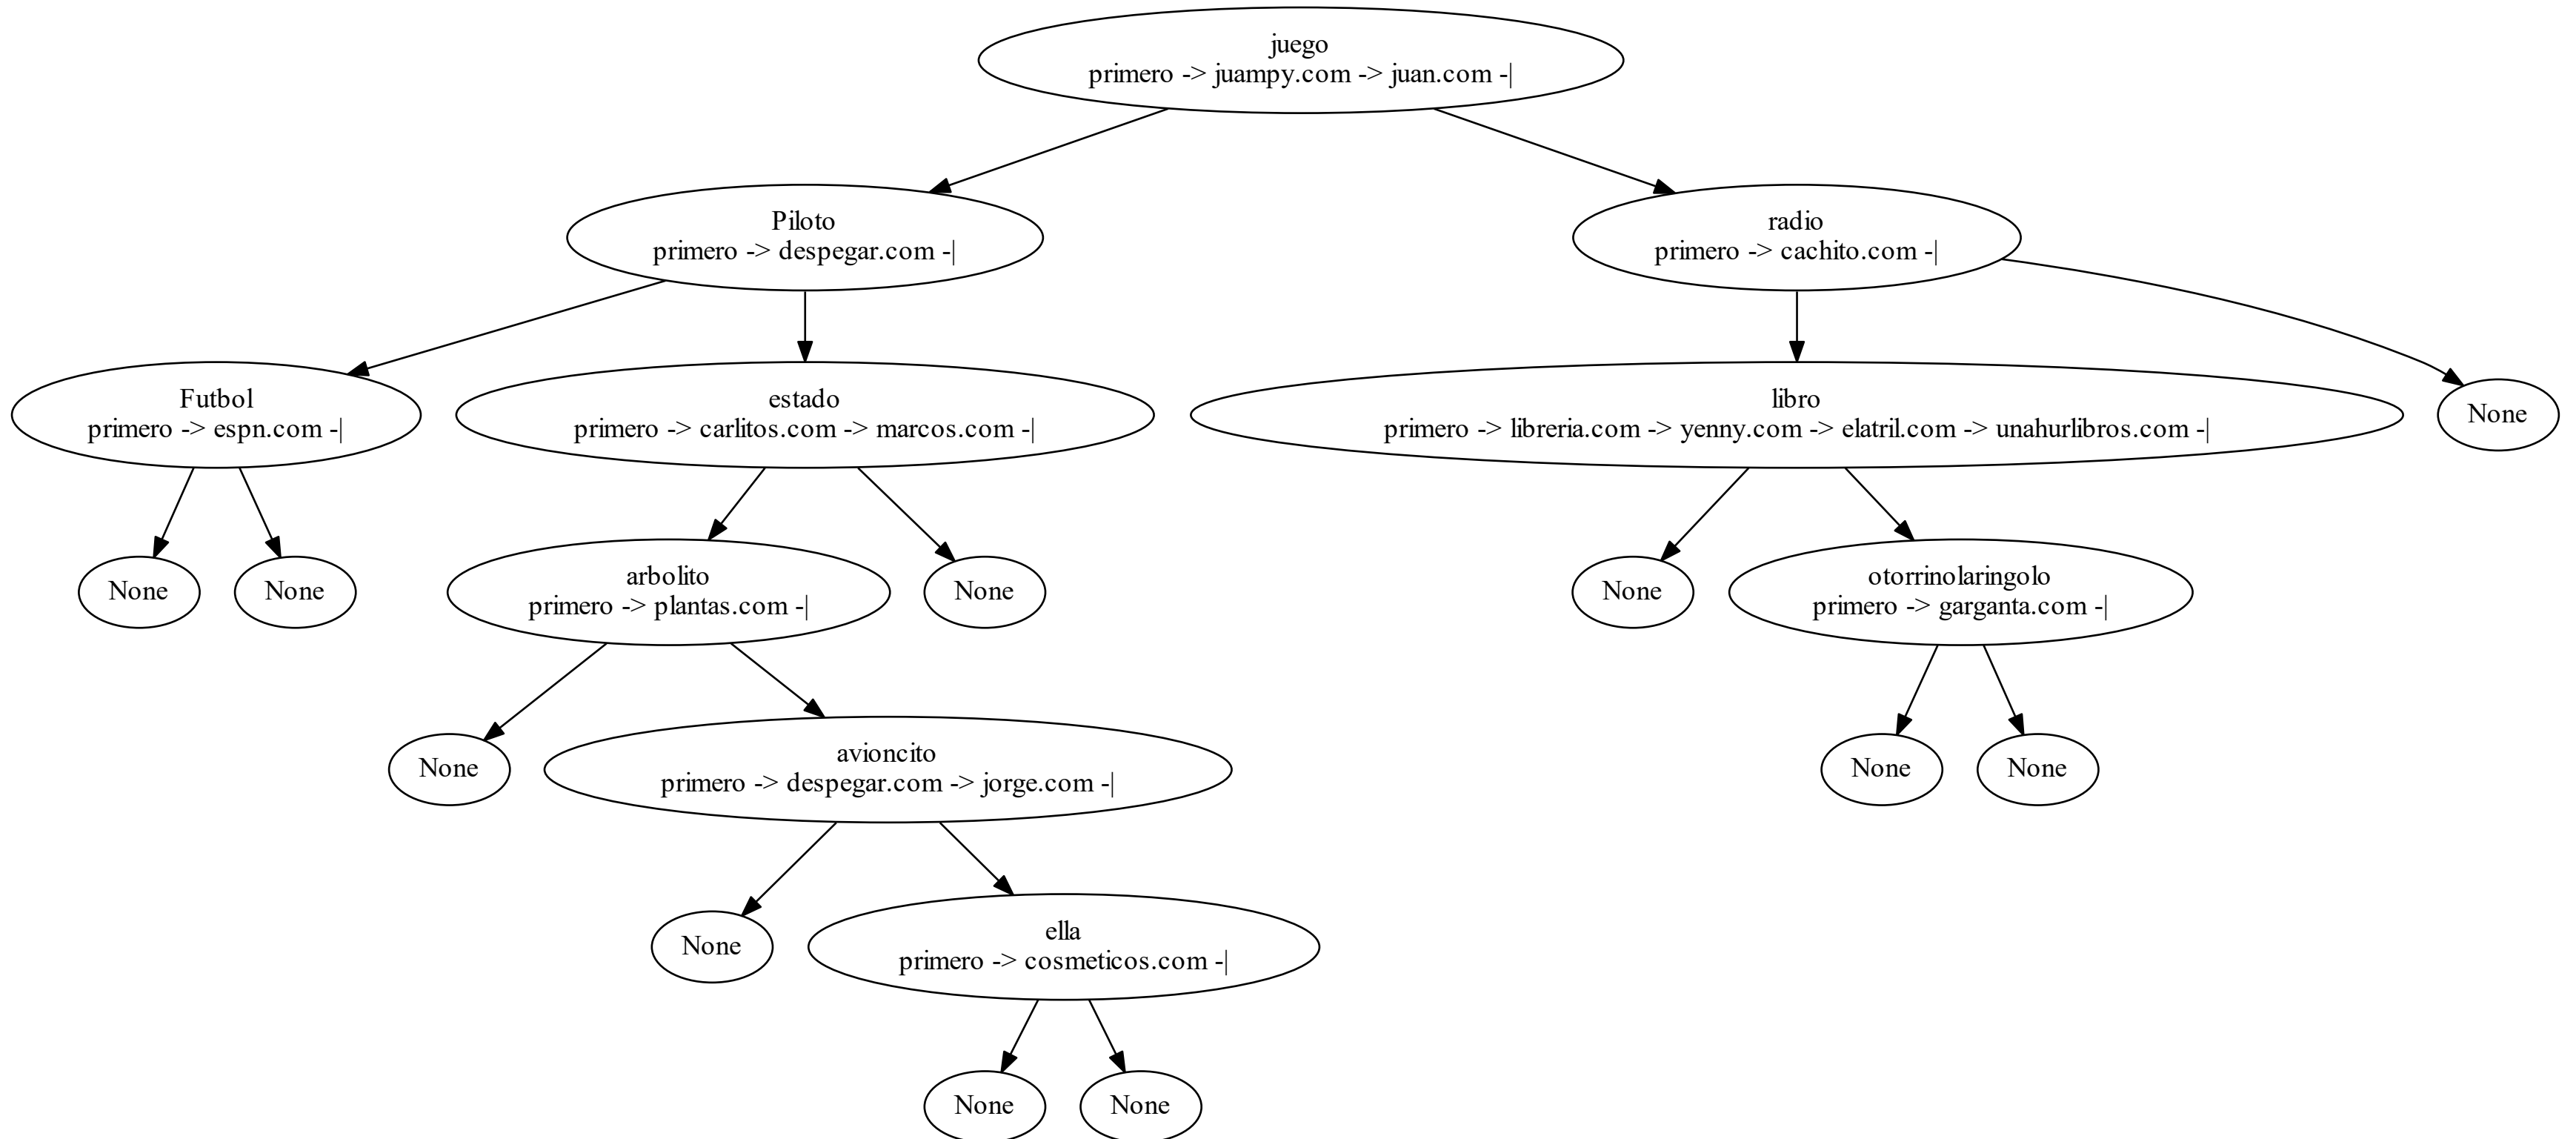 juego
primero -> juampy.com -> juan.com -|
Piloto
primero -> despegar.com -|
radio
primero -> cachito.com -|
Futbol
primero -> espn.com -|
estado
primero -> carlitos.com -> marcos.com -|
libro
primero -> libreria.com -> yenny.com -> elatril.com -> unahurlibros.com -|
None
None
None
arbolito
primero -> plantas.com -|
None
None
otorrinolaringolo
primero -> garganta.com -|
None
avioncito
primero -> despegar.com -> jorge.com -|
None
None
None
ella
primero -> cosmeticos.com -|
None
None